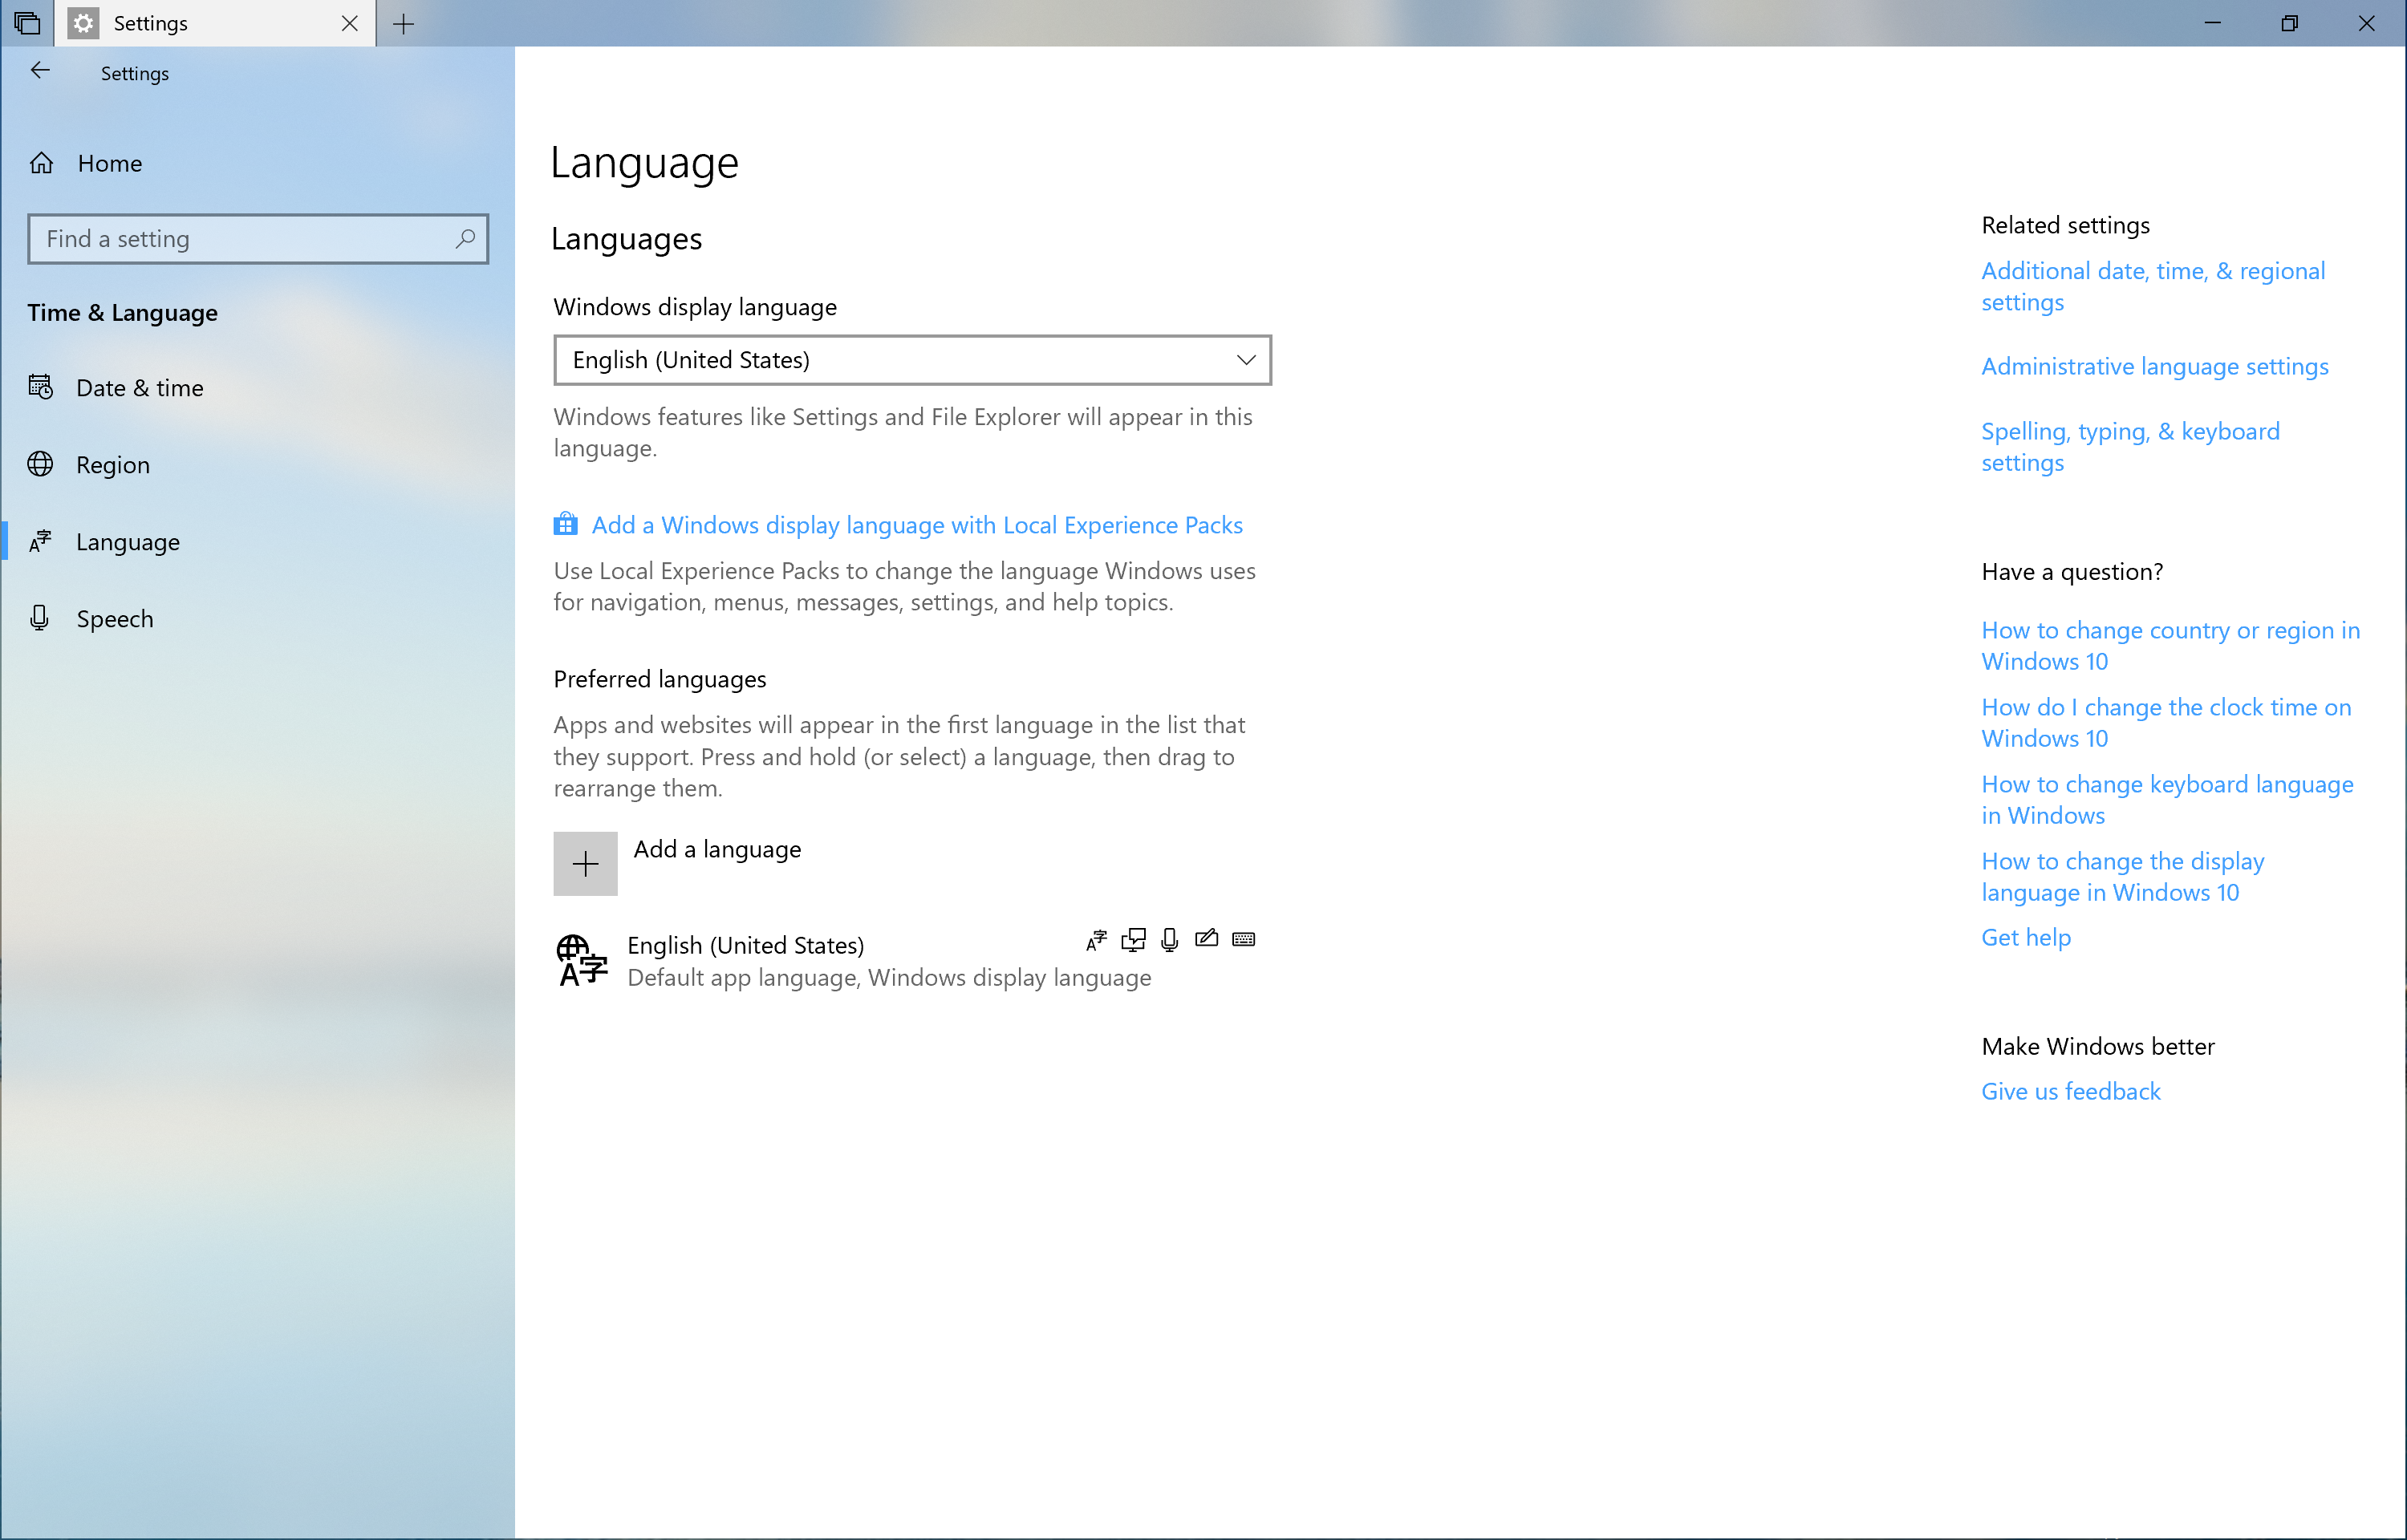 Settings
Settings
Home
Find a setting
Time & Language
Date & time
Region
Language
Speech
Language
Languages
Windows display language
English (United States)
Windows features like Settings and File Explorer will appear in this
language.
Add a Windows display language with Local Experience Packs
Use Local Experience Packs to change the language Windows uses
for navigation, menus, messages, settings, and help topics.
Preferred languages
Apps and websites will appear in the first language in the list that
they support. Press and hold (or select) a language, then drag to
rearrange them.
Add a language
English (United States)
Default app language, Windows display language
Related settings
Additional date, time, & regional
settings
Administrative language settings
Spelling, typing, & keyboard
settings
Have a question?
How to change country or region in
Windows 10
How do I change the clock time on
Windows 10
How to change keyboard language
in Windows
How to change the display
language in Windows 10
Get help
Make Windows better
Give us feedback